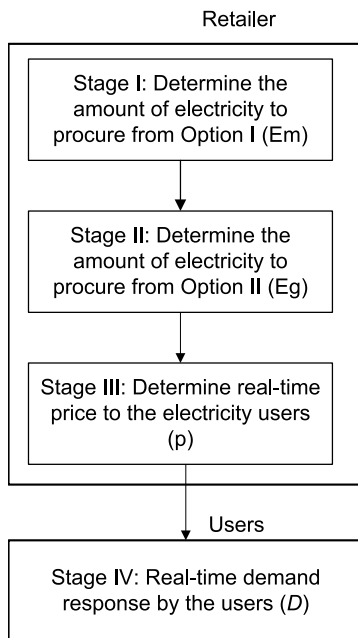 Retailer
Stage I: Determine the
amount of electricity to
procure from Option I (Em)
Stage II: Determine the
amount of electricity to
procure from Option II (Eg)
Stage III: Determine real-time
price to the electricity users
(p)
Users
Stage IV: Real-time demand
response by the users (D)